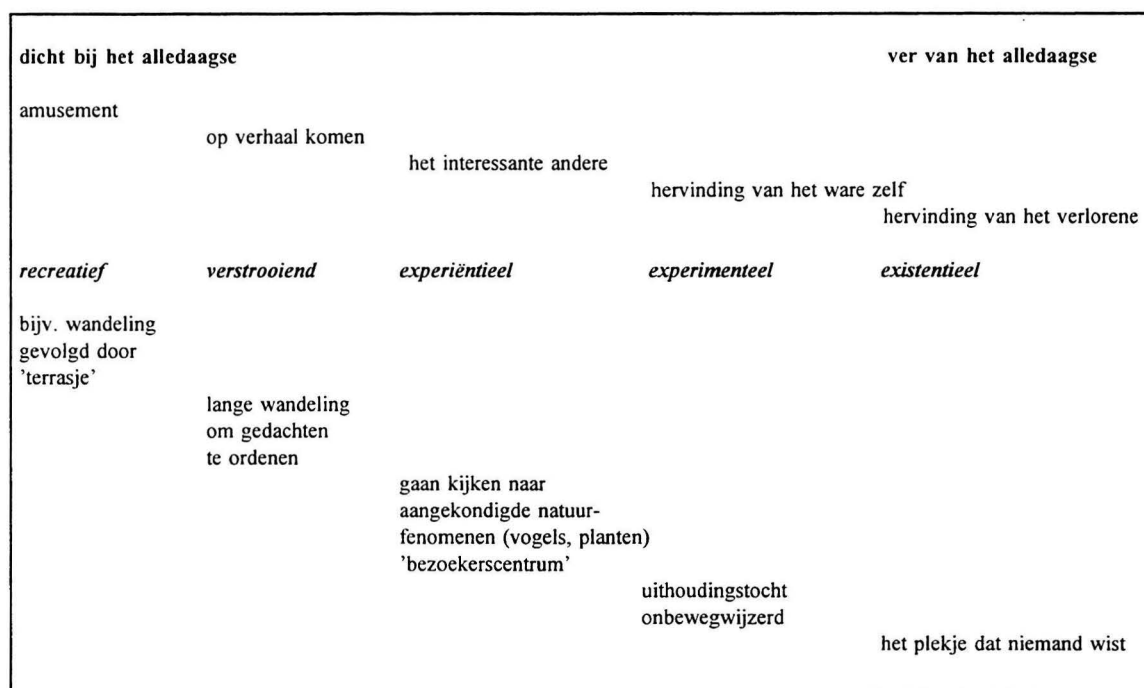 dicht bij het alledaagse ver van het alledaagse
amusement
op verhaal komen
het interessante andere
hervinding van het ware zelf
hervinding van het verlorene
recreatief verstrooiend experiëntieel experimenteel existentieel
bijv. wandeling
gevolgd door
'terrasje'
lange wandeling
om gedachten
te ordenen
gaan kijken naar
aangekondigde natuur-
fenomenen (vogels, planten)
'bezoekerscentrum'
uithoudingstocht
onbewegwijzerd
het plekje dat niemand wist